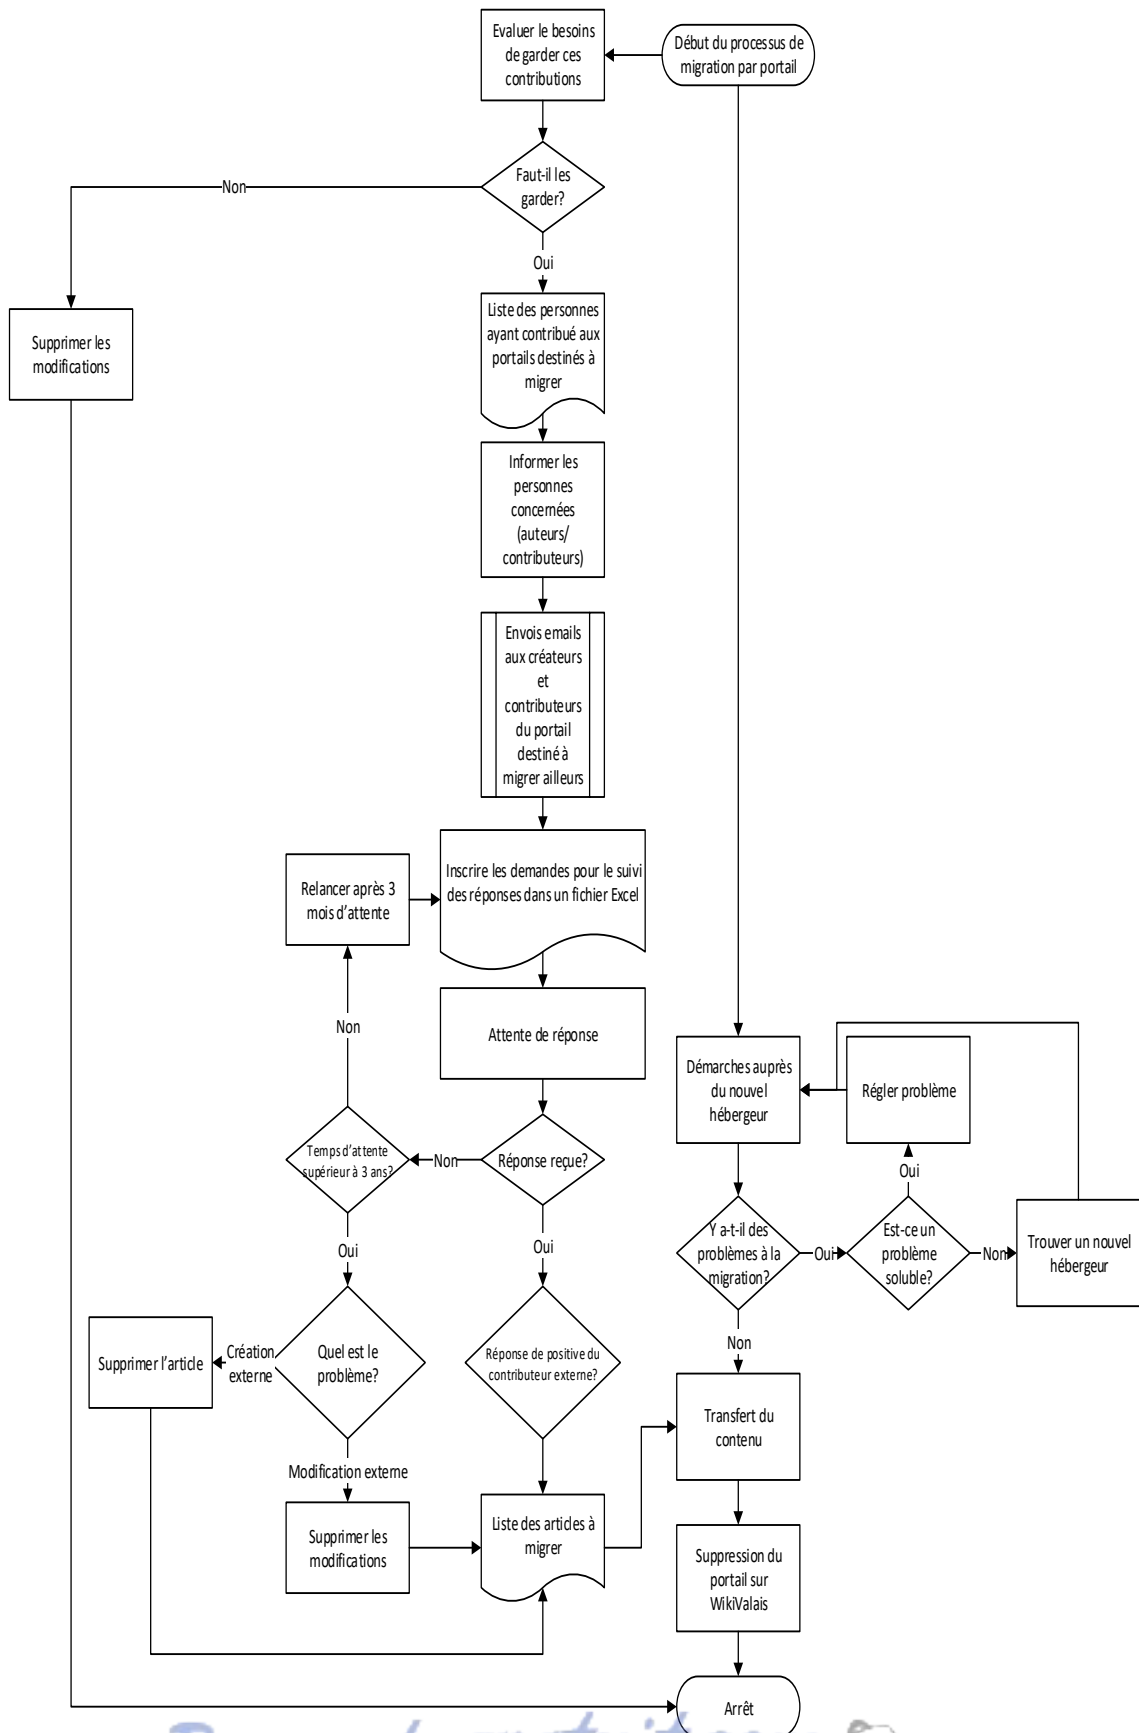 Evaluer le besoins
de garder ces
contributions
Début du processus de
migration par portail
Faut-il les
garder?
Non
Oui
Supprimer les
modifications
Liste des personnes
ayant contribué aux
portails destinés à
migrer
Informer les
personnes
concernées
(auteurs/
contributeurs)
Envois emails
aux créateurs
et
contributeurs
du portail
destiné à
migrer ailleurs
Relancer après 3
mois d'attente
Inscrire les demandes pour le suivi
des réponses dans un fichier Excel
Non
Attente de réponse
Démarches auprès
du nouvel
hébergeur
Régler problème
Temps d'attente
supérieur à 3 ans?
Non
Réponse reçue?
Oui
Oui
Oui
Y a-t-il des
problèmes à la
migration?
Oui
Est-ce un
problème
soluble?
Non
Trouver un nouvel
hébergeur
Non
Supprimer l'article
Création
externe
Quel est le
problème?
Réponse de positive du
contributeur externe?
Transfert du
contenu
Modification externe
Supprimer les
modifications
Liste des articles à
migrer
Suppression du
portail sur
WikiValais
Arrêt